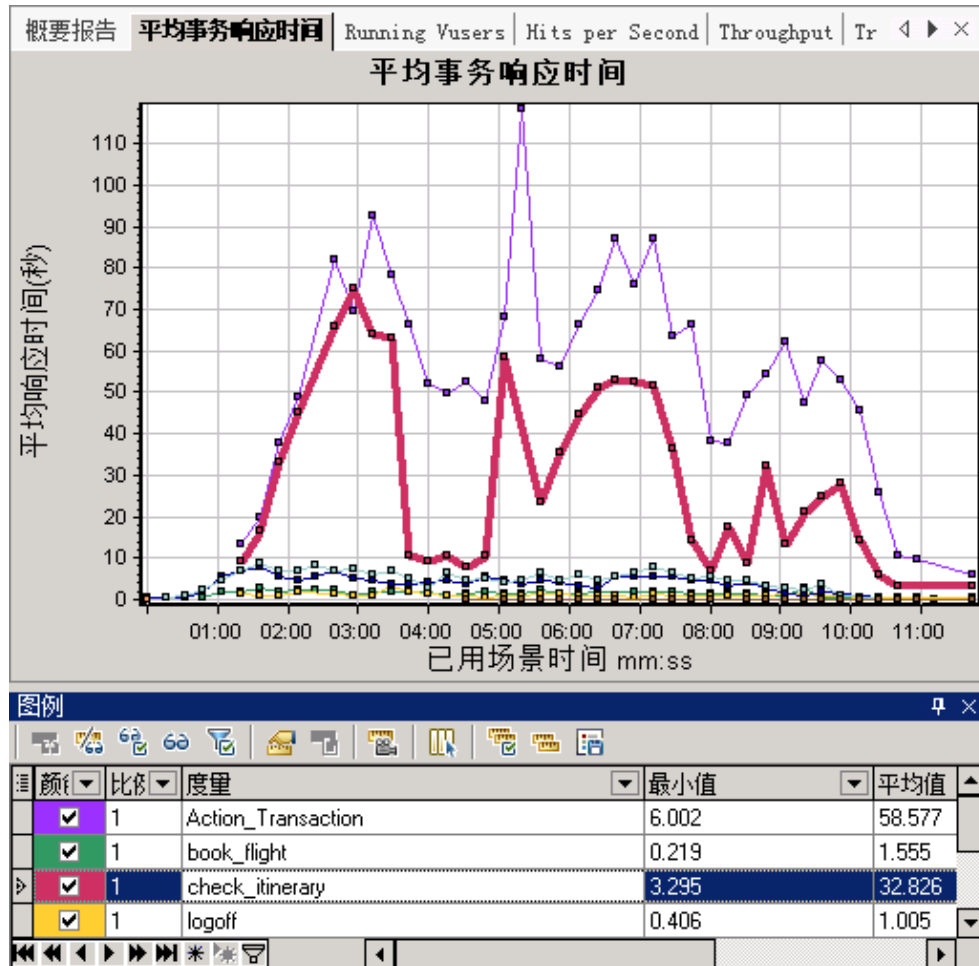 概要报告 平均事务响应时间 Running Vusers Hits per Second Throughput Tr
平均事务响应时间
平均响应时间(秒)
110
100
90
80
70
60
50
40
30
20
10
0
01:00 02:00 03:00 04:00 05:00 06:00 07:00 08:00 09:00 10:00 11:00
已用场景时间 mm:ss
图例
度量 最小值 平均值
1 Action_Transaction 6.002 58.577
1 book_flight 0.219 1.555
1 check_itinerary 3.295 32.826
1 logoff 0.406 1.005